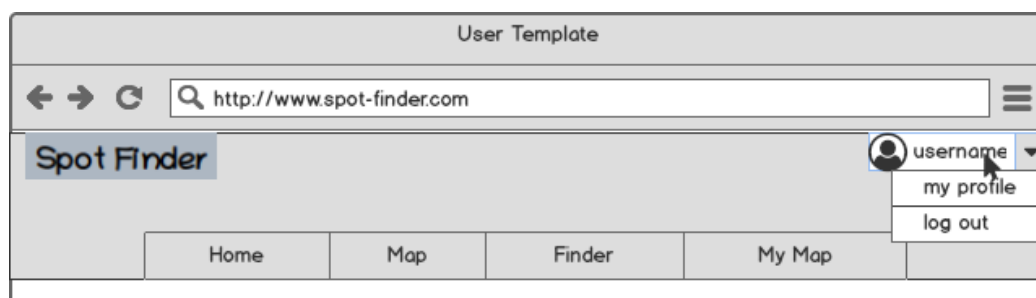 User Template
http://www.spot-finder.com
Spot Finder
username
my profile
log out
Home Map Finder My Map